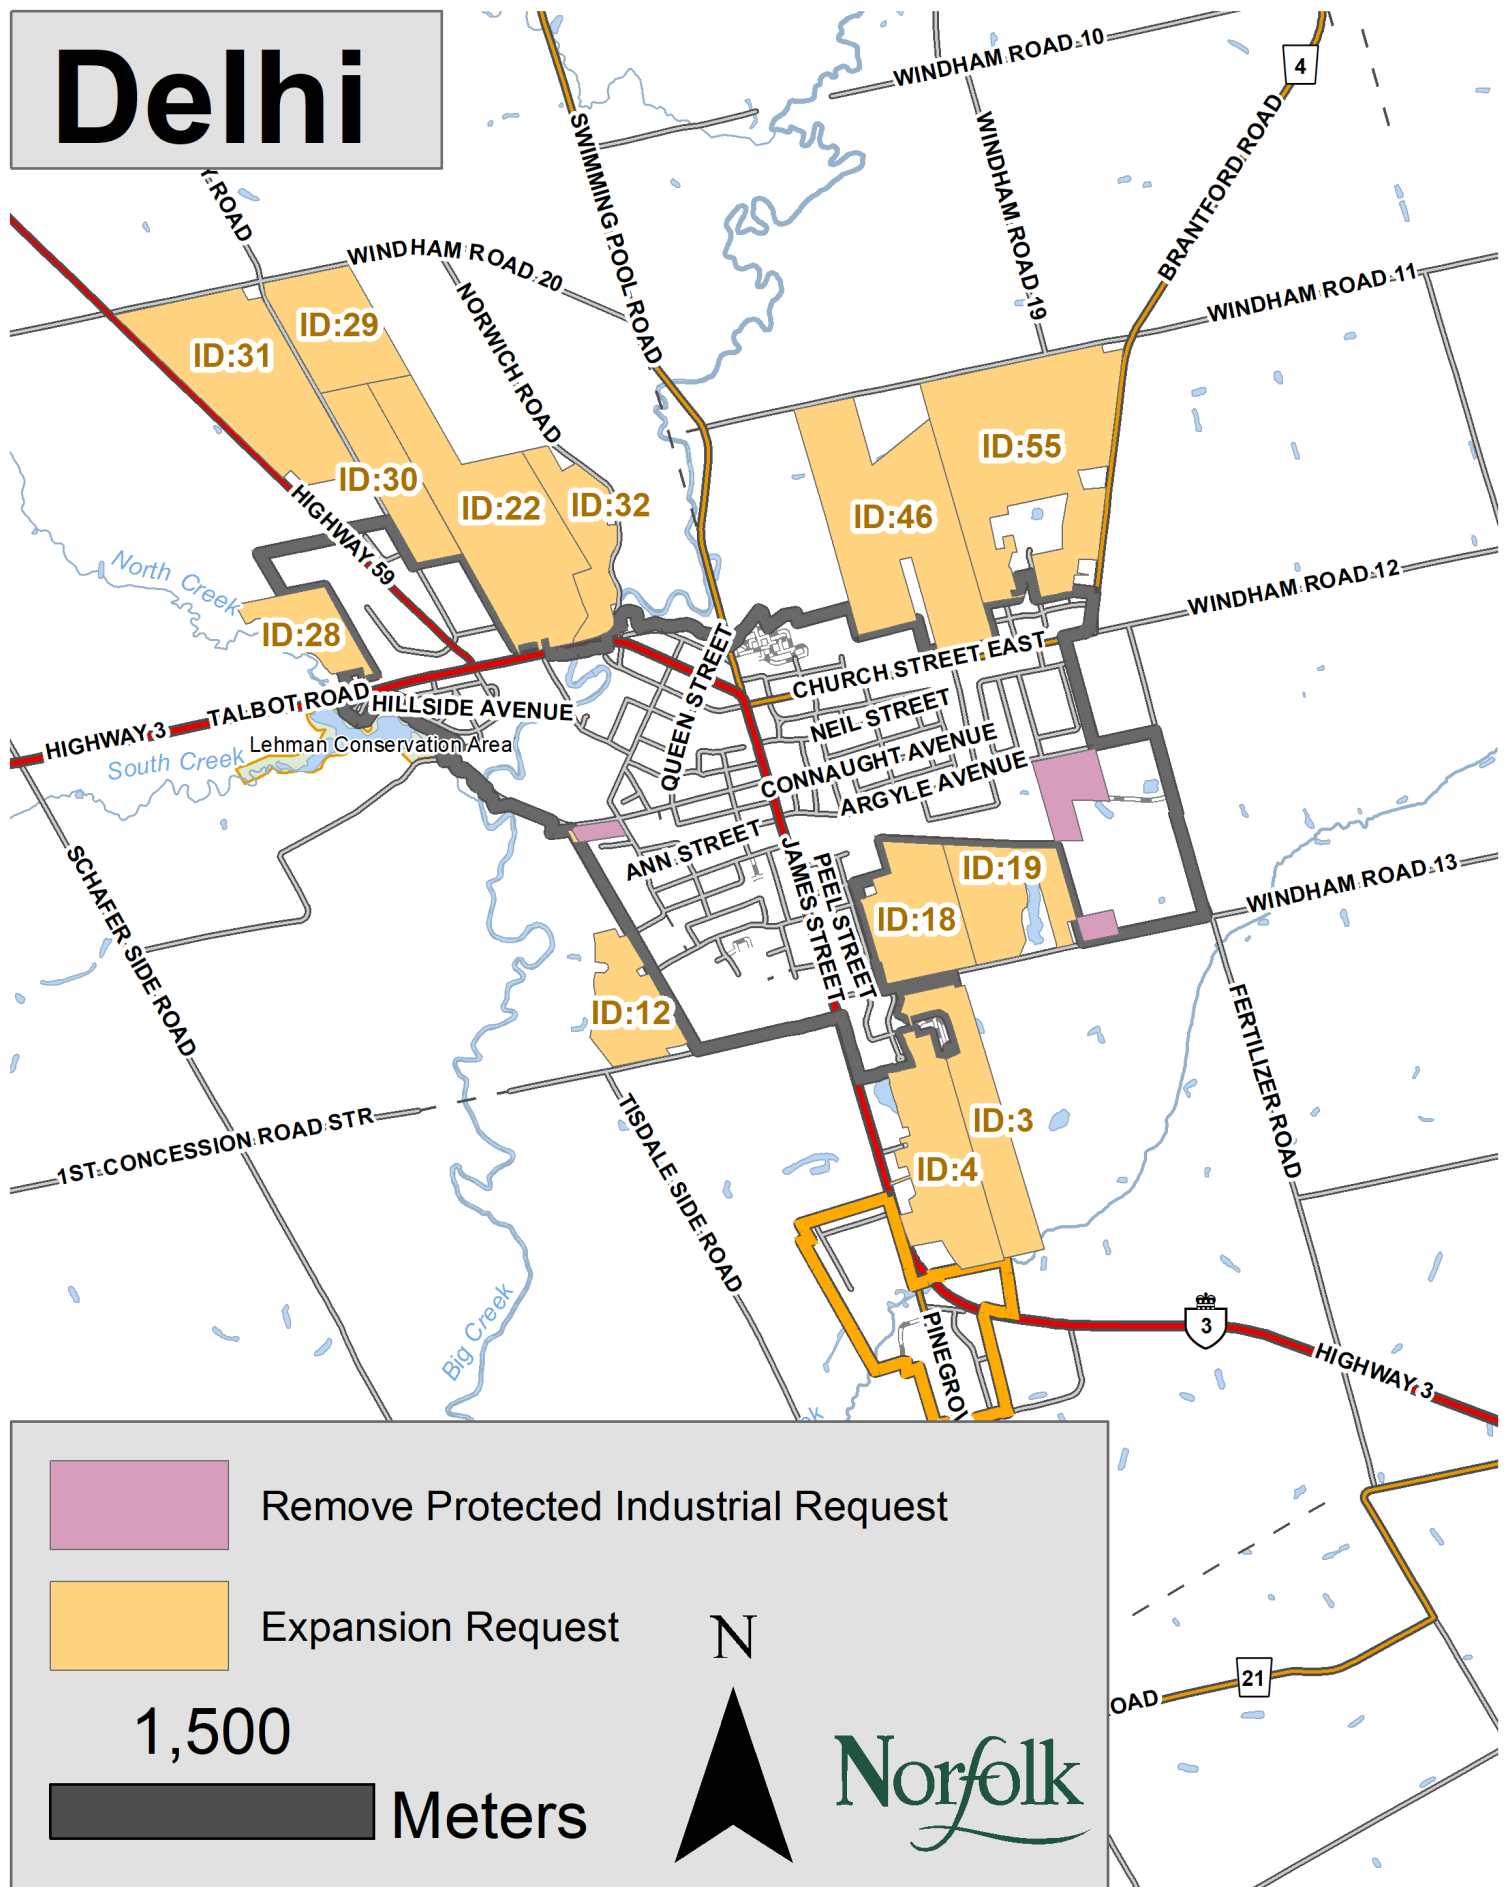 Delhi
WINDHAM ROAD 10
4
Y ROAD
SWIMMING POOL ROAD
WINDHAM ROAD 19
BRANTFORD ROAD
WINDHAM ROAD 20
WINDHAM ROAD 11
NORWICH ROAD
ID:29
ID:31
ID:55
ID:30
ID:22
ID:32
ID:46
HIGHWAY 59
North Creek
WINDHAM ROAD 12
ID:28
QUEEN STREET
CHURCH STREET EAST
TALBOT ROAD
HILLSIDE AVENUE
NEIL STREET
HIGHWAY 3
Lehman Conservation Area
South Creek
CONNAUGHT AVENUE
ARGYLE AVENUE
ANN STREET
JAMES STREET
PEEL STREET
ID:19
ID:18
WINDHAM ROAD 13
SCHAFER SIDE ROAD
ID:12
FERTILIZER ROAD
1ST CONCESSION ROAD STR
TISDALE SIDE ROAD
ID:3
ID:4
Big Creek
PINEGROV
3
HIGHWAY 3
ek
Remove Protected Industrial Request
Expansion Request
N
21
OAD
1,500
Meters
Norfolk